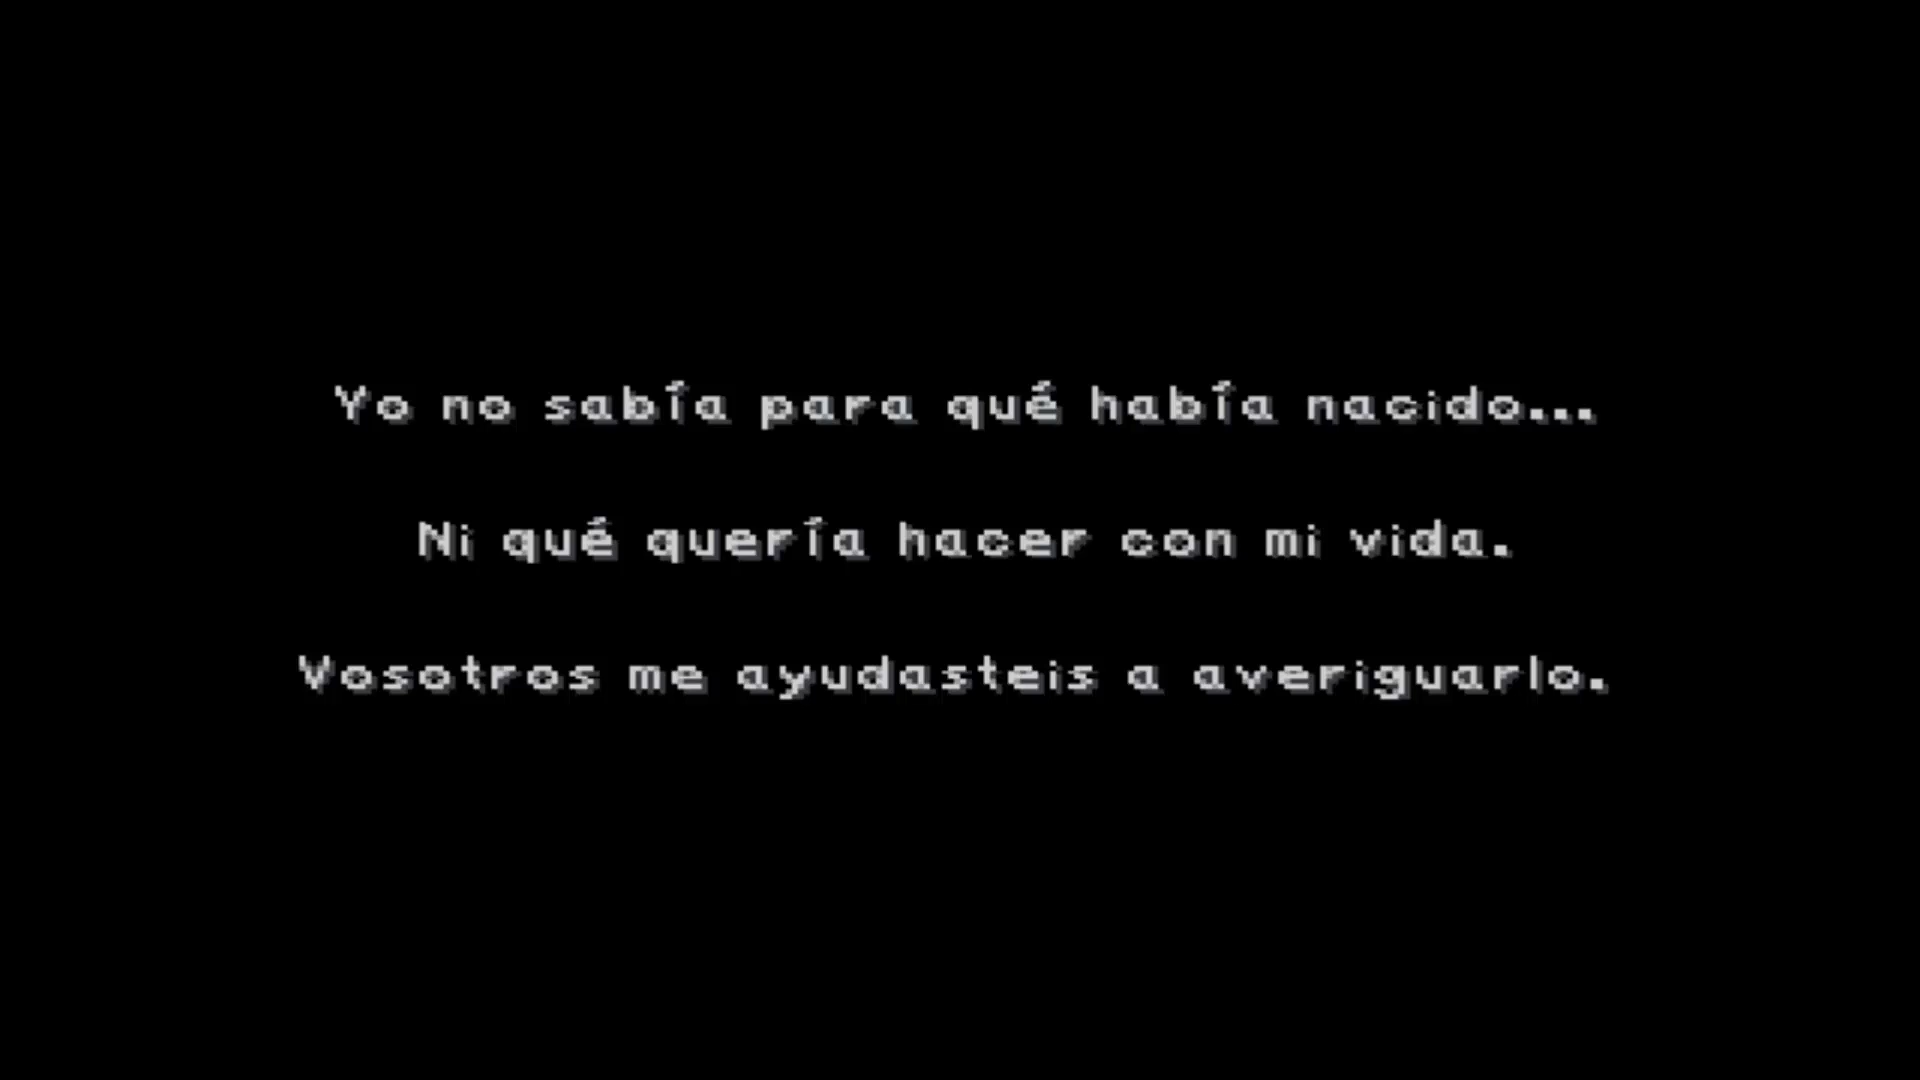 Yo no sabía para qué había nacido...
Ni qué quería hacer con mi vida.
Vosotros me ayudasteis a averiguarlo.